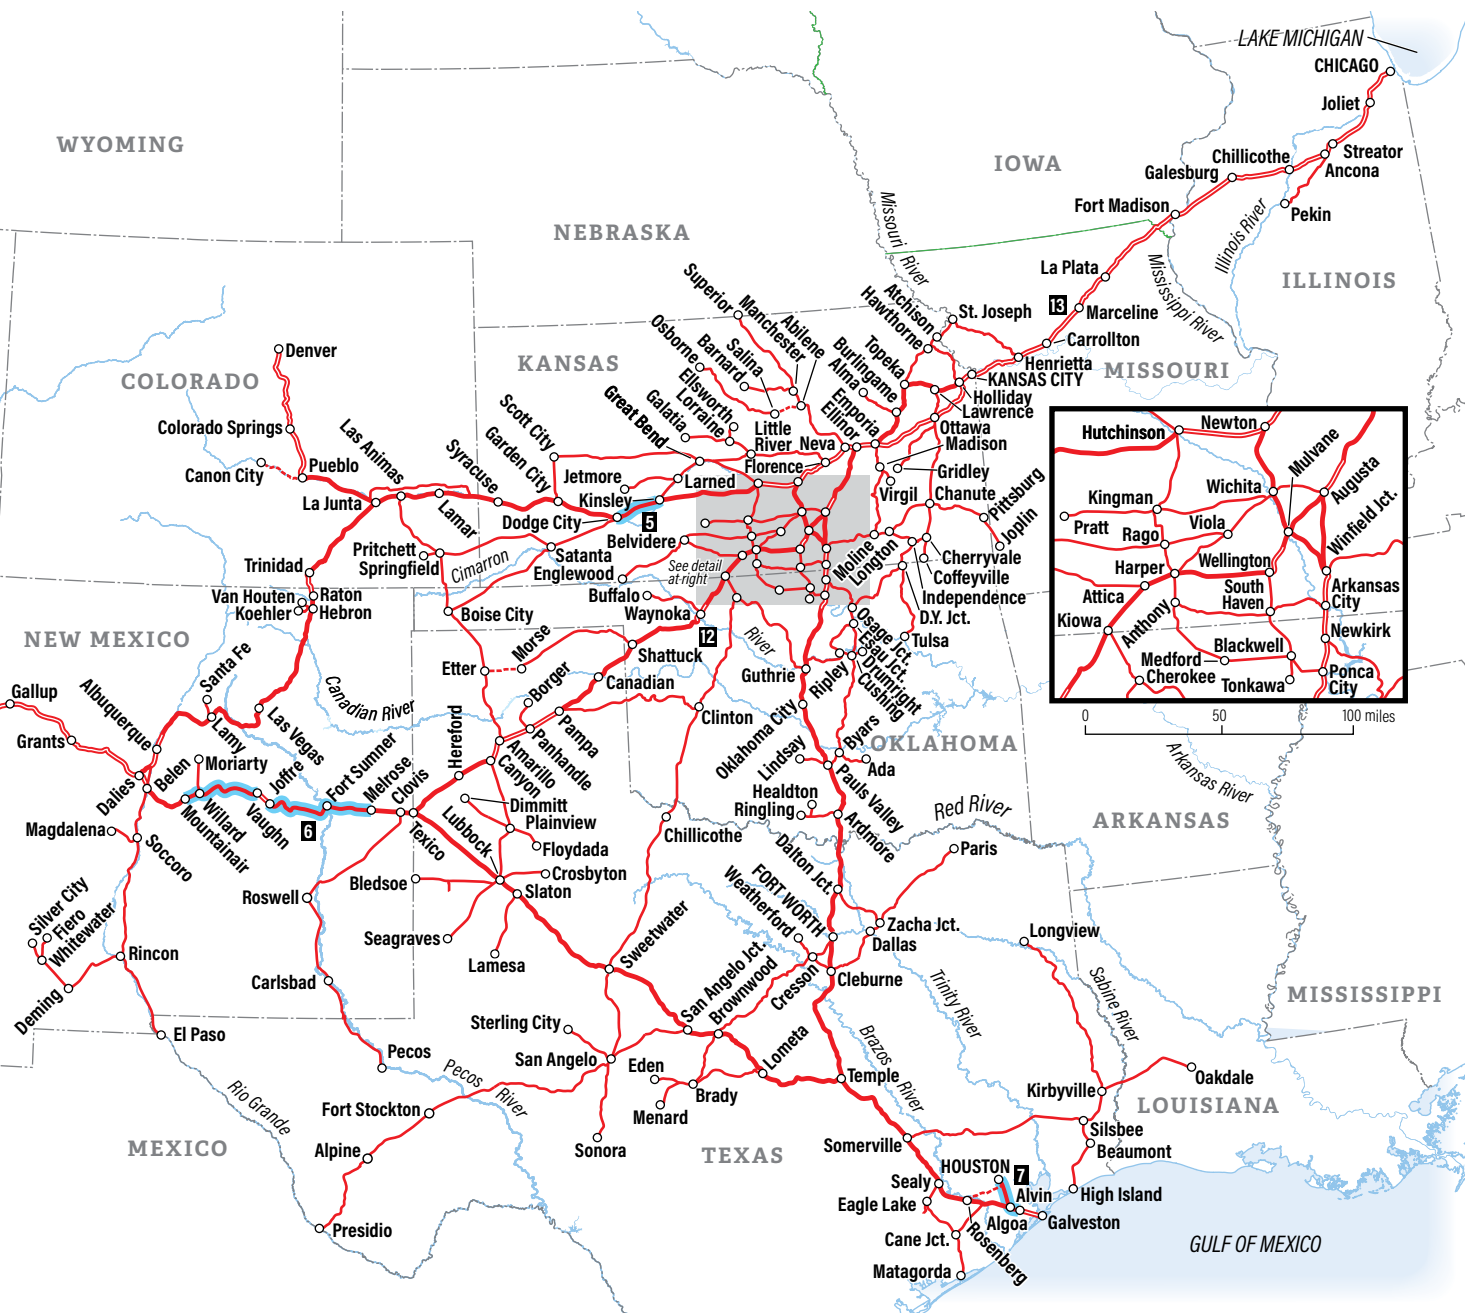 LAKE MICHIGAN
CHICAGO
Joliet
WYOMING
IOWA
Chillicothe
Streator
Galesburg
Ancona
Fort Madison
Pekin
Missouri River
NEBRASKA
Illinois River
La Plata
Mississippi River
ILLINOIS
Superior
Manchester
Abilene
Atchison
Hawthorne
St. Joseph
13
Marceline
Osborne
Barnard
Salina
Topeka
Burlingame
Alma
Carrollton
Denver
KANSAS
Henrietta
MISSOURI
COLORADO
Ellsworth
Lorraine
Galatia
Great Bend
Emporia
Ellinor
KANSAS CITY
Holliday
Lawrence
Scott City
Little
River
Neva
Ottawa
Madison
Colorado Springs
Las Animas
Garden City
Syracuse
Florence
Gridley
Canon City
Pueblo
Jetmore
Larned
Virgil
Chanute
Pittsburg
Joplin
La Junta
Lamar
Kinsley
5
Dodge City
Belvidere
Moline
Longton
Cherryvale
Coffeyville
Independence
D.Y. Jct.
Tulsa
Pritchett
Springfield
Cimarron
Satanta
Englewood
See detail
at right
Trinidad
Van Houten
Koehler
Raton
Hebron
Buffalo
Waynoka
12
Boise City
NEW MEXICO
Morse
River
Osage Jct.
Esau Jct.
Drumright
Cushing
Shattuck
Santa Fe
Etter
Borger
Canadian
Guthrie
Ripley
Gallup
Albuquerque
Canadian River
Clinton
Grants
Lamy
Las Vegas
Hereford
Pampa
Panhandle
Amarillo
Canyon
Oklahoma City
Byars
OKLAHOMA
Lindsay
Ada
Belen
Moriarty
Joffre
Fort Sumner
Melrose
Clovis
Dalies
Willard
Mountainair
Vaughn
6
Texico
Lubbock
Dimmitt
Plainview
Healdton
Ringling
Pauls Valley
Red River
Magdalena
Soccoro
Floydada
Chillicothe
Ardmore
Dalton Jct.
Paris
Silver City
Fiero
Whitewater
Roswell
Bledsoe
Crosbyton
Slaton
Weatherford
FORT WORTH
Zacha Jct.
Dallas
Longview
Seagraves
Lamesa
Sweetwater
Rincon
Carlsbad
San Angelo Jct.
Brownwood
Cresson
Cleburne
Trinity River
Sabine River
Deming
El Paso
Sterling City
San Angelo
Brazos River
Pecos
Pecos River
Eden
Lometa
Temple
Brady
Menard
Rio Grande
Fort Stockton
Kirbyville
Oakdale
LOUISIANA
MEXICO
Alpine
Sonora
TEXAS
Somerville
Silsbee
Beaumont
HOUSTON
7
Sealy
Alvin
High Island
Eagle Lake
Algoa
Galveston
Presidio
Cane Jct.
Rosenberg
GULF OF MEXICO
Matagorda
Hutchinson
Newton
Mulvane
Augusta
Wichita
Winfield Jct.
Kingman
Pratt
Rago
Viola
Harper
Wellington
Attica
South
Haven
Arkansas
City
Kiowa
Anthony
Newkirk
Blackwell
Medford
Cherokee
Tonkawa
Ponca
City
0 50 100 miles
Arkansas River
ARKANSAS
MISSISSIPPI